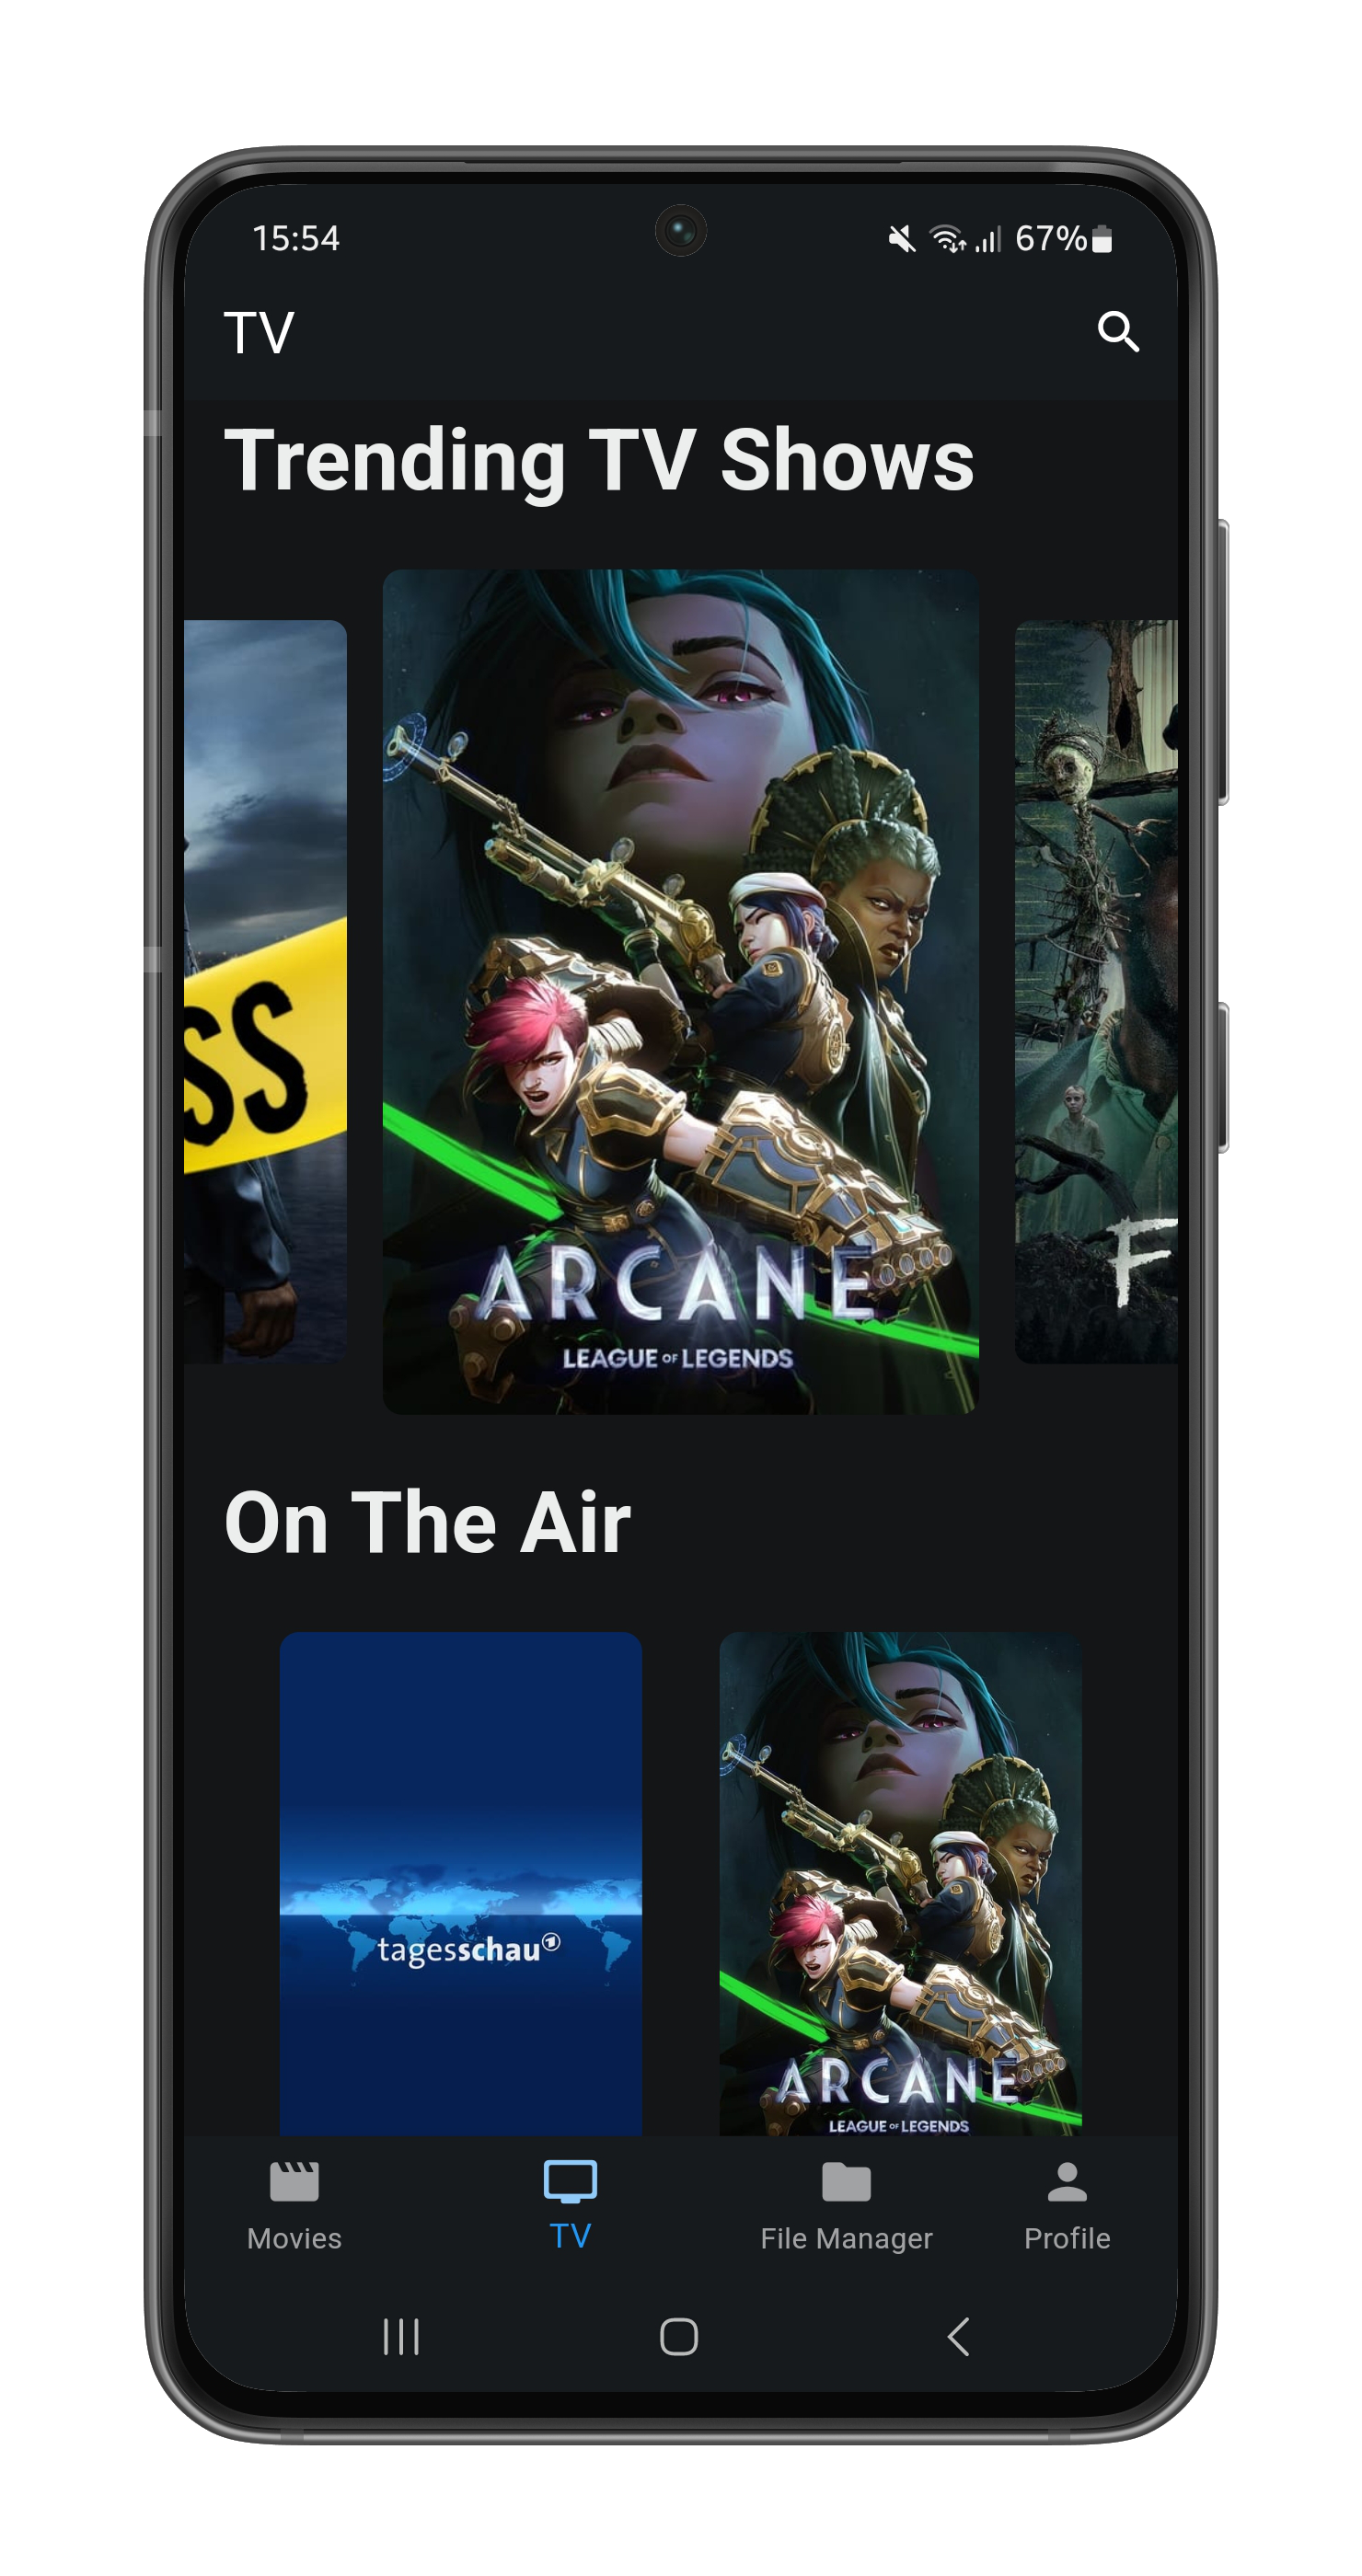 15:54
67%
TV
Trending TV Shows
SS
ARCANE
LEAGUE OF LEGENDS
F
On The Air
tagesschau
ARCANE
LEAGUE OF LEGENDS
Movies
TV
File Manager
Profile